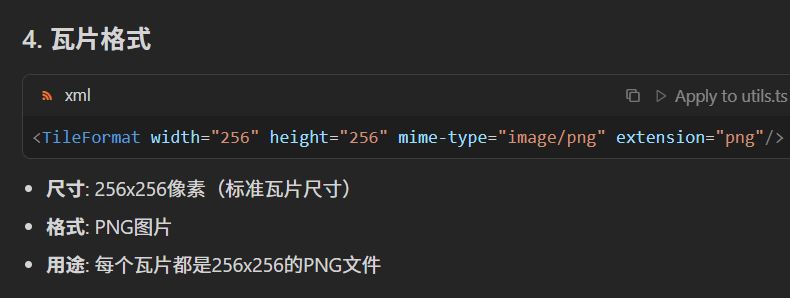 4. 瓦片格式
xml
Apply to utils.ts
<TileFormat width="256" height="256" mime-type="image/png" extension="png"/>
• 尺寸: 256x256像素（标准瓦片尺寸）
• 格式: PNG图片
• 用途: 每个瓦片都是256x256的PNG文件